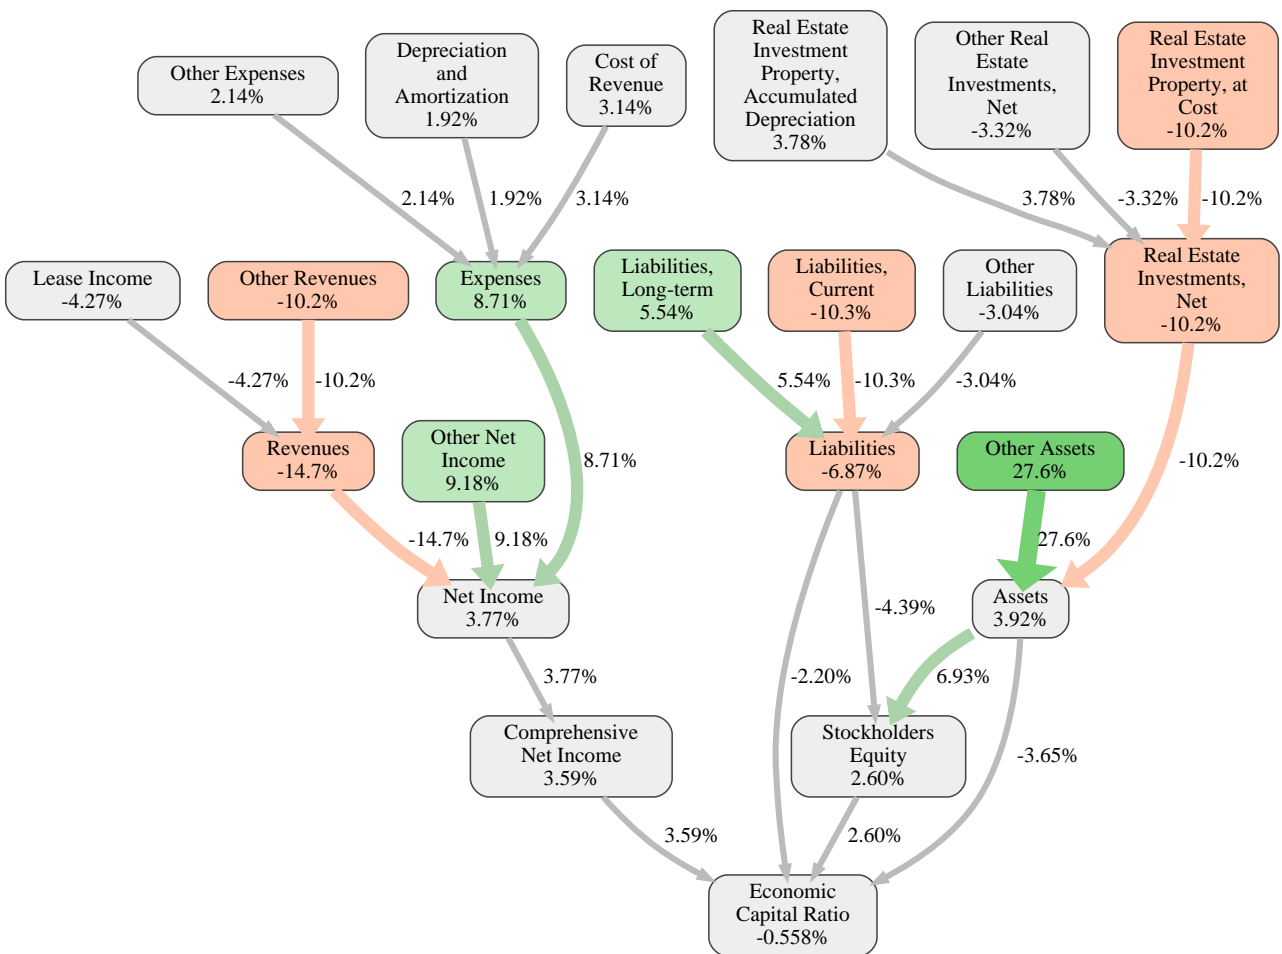 Other Expenses
2.14%
Depreciation
and
Amortization
1.92%
Cost of
Revenue
3.14%
Real Estate
Investment
Property,
Accumulated
Depreciation
3.78%
Other Real
Estate
Investments,
Net
-3.32%
Real Estate
Investment
Property, at
Cost
-10.2%
2.14%
1.92%
3.14%
3.78%
-3.32%
-10.2%
Lease Income
-4.27%
Other Revenues
-10.2%
Expenses
8.71%
Liabilities,
Long-term
5.54%
Liabilities,
Current
-10.3%
Other
Liabilities
-3.04%
Real Estate
Investments,
Net
-10.2%
-4.27%
-10.2%
5.54%
-10.3%
-3.04%
Revenues
-14.7%
Other Net
Income
9.18%
8.71%
Liabilities
-6.87%
Other Assets
27.6%
-10.2%
-14.7%
9.18%
27.6%
Net Income
3.77%
-4.39%
Assets
3.92%
3.77%
-2.20%
6.93%
Comprehensive
Net Income
3.59%
Stockholders
Equity
2.60%
-3.65%
3.59%
2.60%
Economic
Capital Ratio
-0.558%